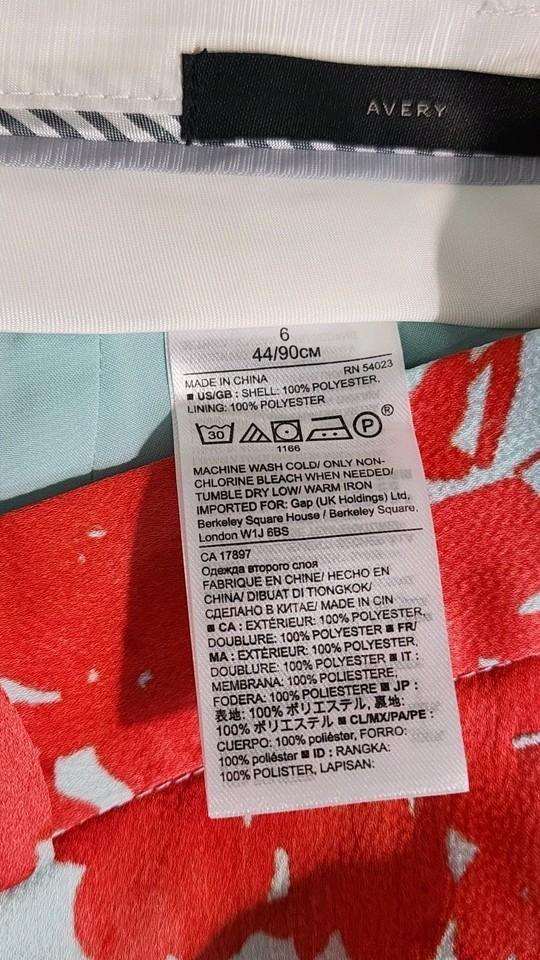 AVERY
6
44/90CM
RN 54023
MADE IN CHINA
■ US/GB : SHELL: 100% POLYESTER,
LINING: 100% POLYESTER
30
P
®
1166
MACHINE WASH COLD/ ONLY NON-
CHLORINE BLEACH WHEN NEEDED/
TUMBLE DRY LOW/ WARM IRON
IMPORTED FOR: Gap (UK Holdings) Ltd,
Berkeley Square House / Berkeley Square,
London W1J 6BS
CA 17897
Одежда второго слоя
FABRIQUE EN CHINE/ HECHO EN
CHINA/ DIBUAT DI TIONGKOK/
СДЕЛАНО В КИТАЕ/ MADE IN CIN
■ CA : EXTÉRIEUR: 100% POLYESTER,
DOUBLURE: 100% POLYESTER ■ FR/
MA : EXTÉRIEUR: 100% POLYESTER,
DOUBLURE: 100% POLYESTER ■ IT :
MEMBRANA: 100% POLIESTERE,
FODERA: 100% POLIESTERE ■ JP :
表地: 100% ポリエステル, 裏地:
100% ポリエステル ■ CL/MX/PA/PE :
CUERPO: 100% poliéster, FORRO:
100% poliéster ■ ID : RANGKA:
100% POLISTER, LAPISAN: